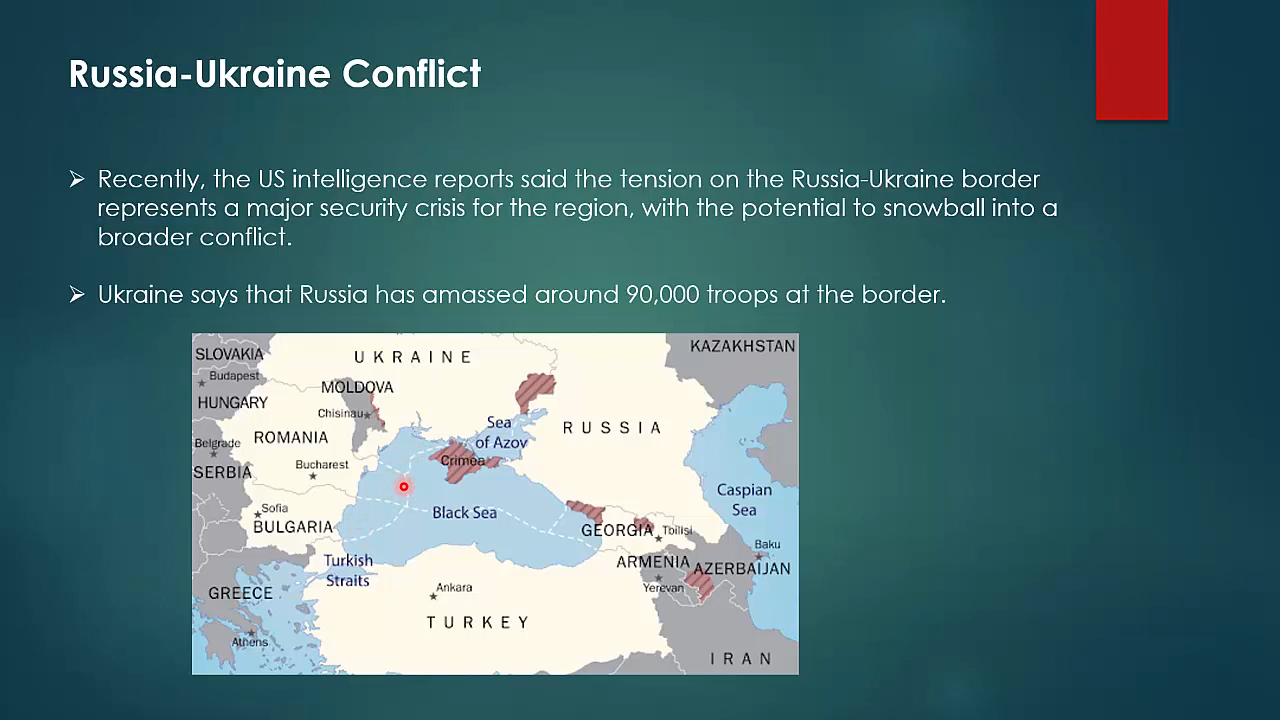 Russia-Ukraine Conflict
Recently, the US intelligence reports said the tension on the Russia-Ukraine border
represents a major security crisis for the region, with the potential to snowball into a
broader conflict.
Ukraine says that Russia has amassed around 90,000 troops at the border.
KAZAKHSTAN
SLOVAKIA
UKRAINE
Budapest
MOLDOVA
HUNGARY
Chisinau
Sea
of Azov
RUSSIA
Belgrade
ROMANIA
Crimea
SERBIA
Bucharest
Caspian
Sea
Sofia
Black Sea
BULGARIA
GEORGIA
Tbilisi
Baku
Turkish
Straits
ARMENIA
AZERBAIJAN
GREECE
Ankara
Yerevan
TURKEY
Athens
IRAN